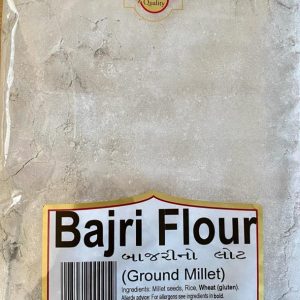 Quality
Bajri Flour
બાજરીનો લોટ
(Ground Millet)
Ingredients: Millet seeds, Rice, Wheat (gluten).
Allergy advice: For allergens see ingredients in bold.